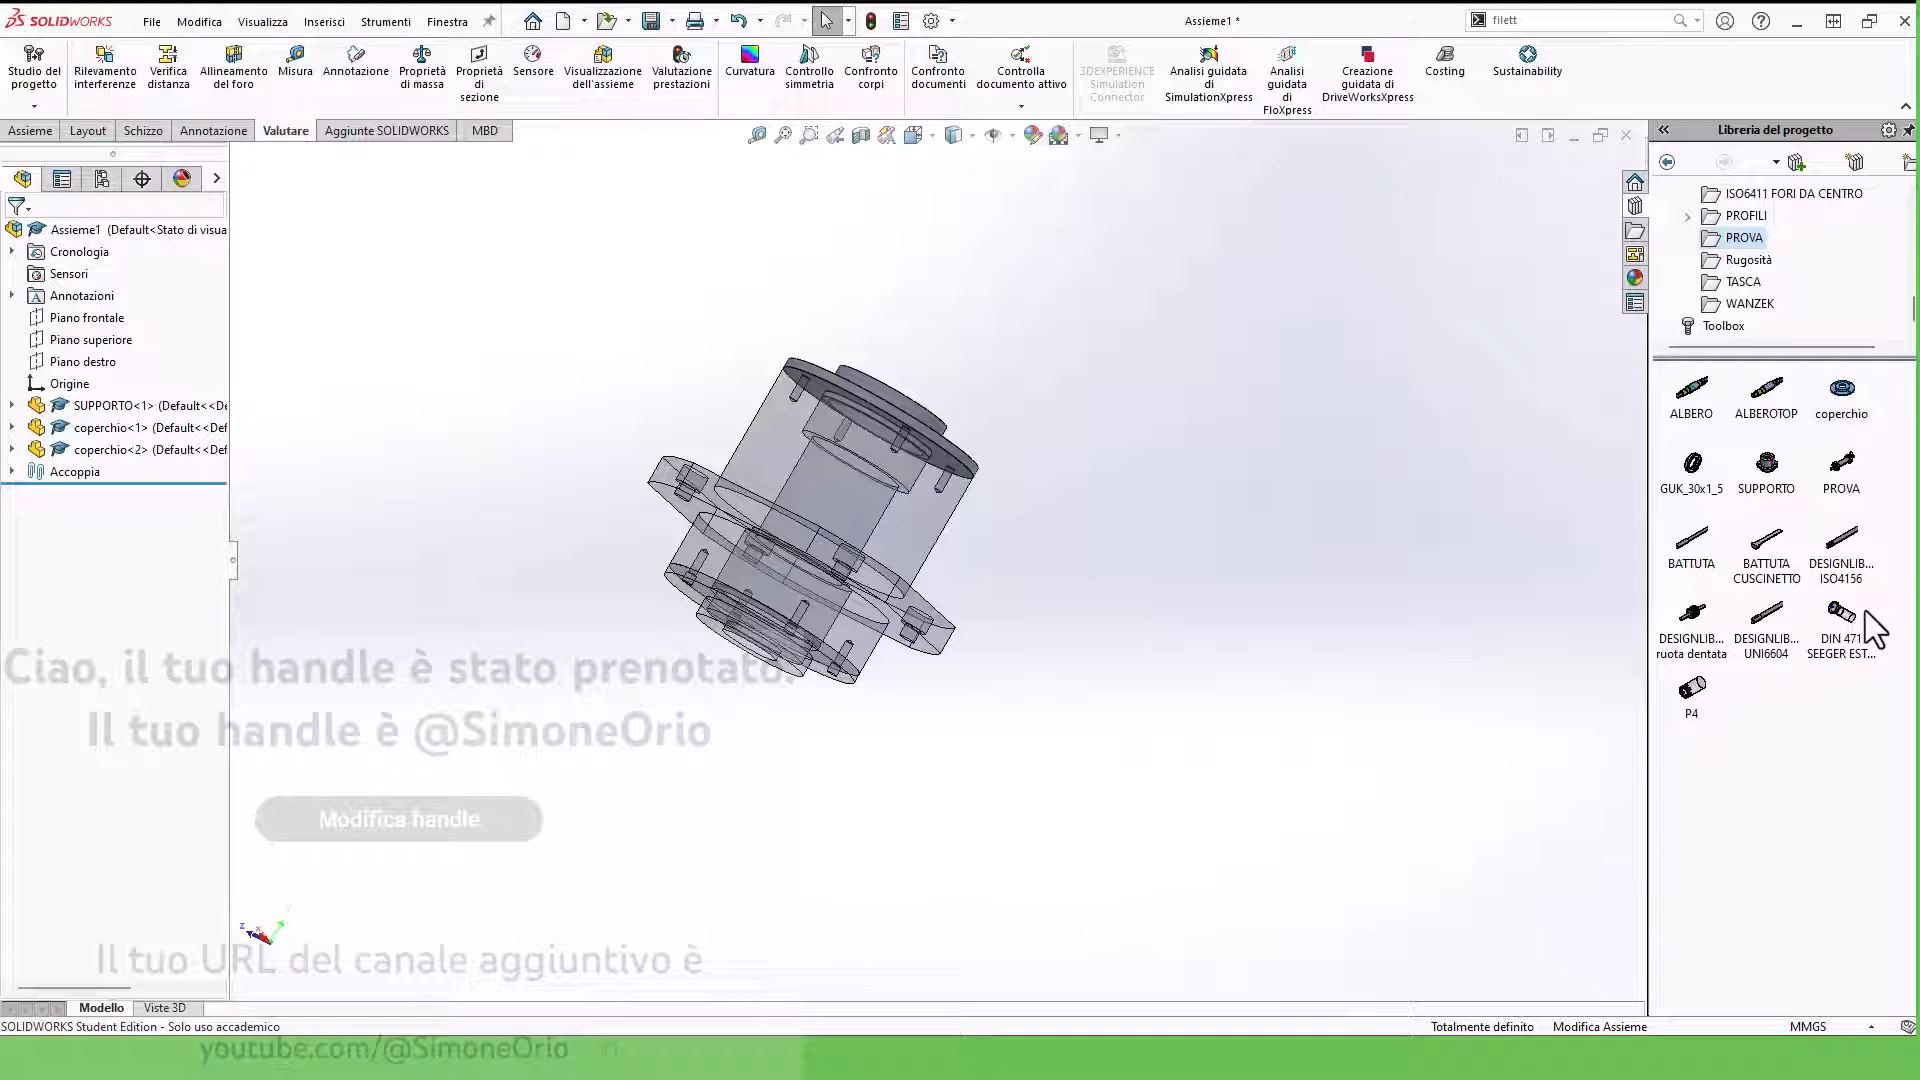 SOLIDWORKS
File
Modifica
Visualizza
Inserisci
Strumenti
Finestra
Assieme1 *
filett
Studio del progetto
Rilevamento interferenze
Verifica distanza
Allineamento del foro
Misura
Annotazione
Proprietà di massa
Proprietà di sezione
Sensore
Visualizzazione dell'assieme
Valutazione prestazioni
Curvatura
Controllo simmetria
Confronto corpi
Confronto documenti
Controlla documento attivo
3DEXPERIENCE Simulation Connector
Analisi guidata di SimulationXpress
Analisi guidata di FloXpress
Creazione guidata di DriveWorksXpress
Costing
Sustainability
Assieme
Layout
Schizzo
Annotazione
Valutare
Aggiunte SOLIDWORKS
MBD
Assieme1 (Default<Stato di visua
Cronologia
Sensori
Annotazioni
Piano frontale
Piano superiore
Piano destro
Origine
SUPPORTO<1> (Default<<De
coperchio<1> (Default<<Def
coperchio<2> (Default<<Def
Accoppia
Libreria del progetto
ISO6411 FORI DA CENTRO
PROFILI
PROVA
Rugosità
TASCA
WANZEK
Toolbox
ALBERO
ALBEROTOP
coperchio
GUK_30x1_5
SUPPORTO
PROVA
BATTUTA
BATTUTA CUSCINETTO
DESIGNLIB... ISO4156
DESIGNLIB... ruota dentata
DESIGNLIB... UNI6604
DIN 471 SEEGER EST...
P4
Ciao, il tuo handle è stato prenotato.
Il tuo handle è @SimoneOrio
Modifica handle
Il tuo URL del canale aggiuntivo è
youtube.com/@SimoneOrio
z
x
Modello
Viste 3D
SOLIDWORKS Student Edition - Solo uso accademico
Totalmente definito
Modifica Assieme
MMGS